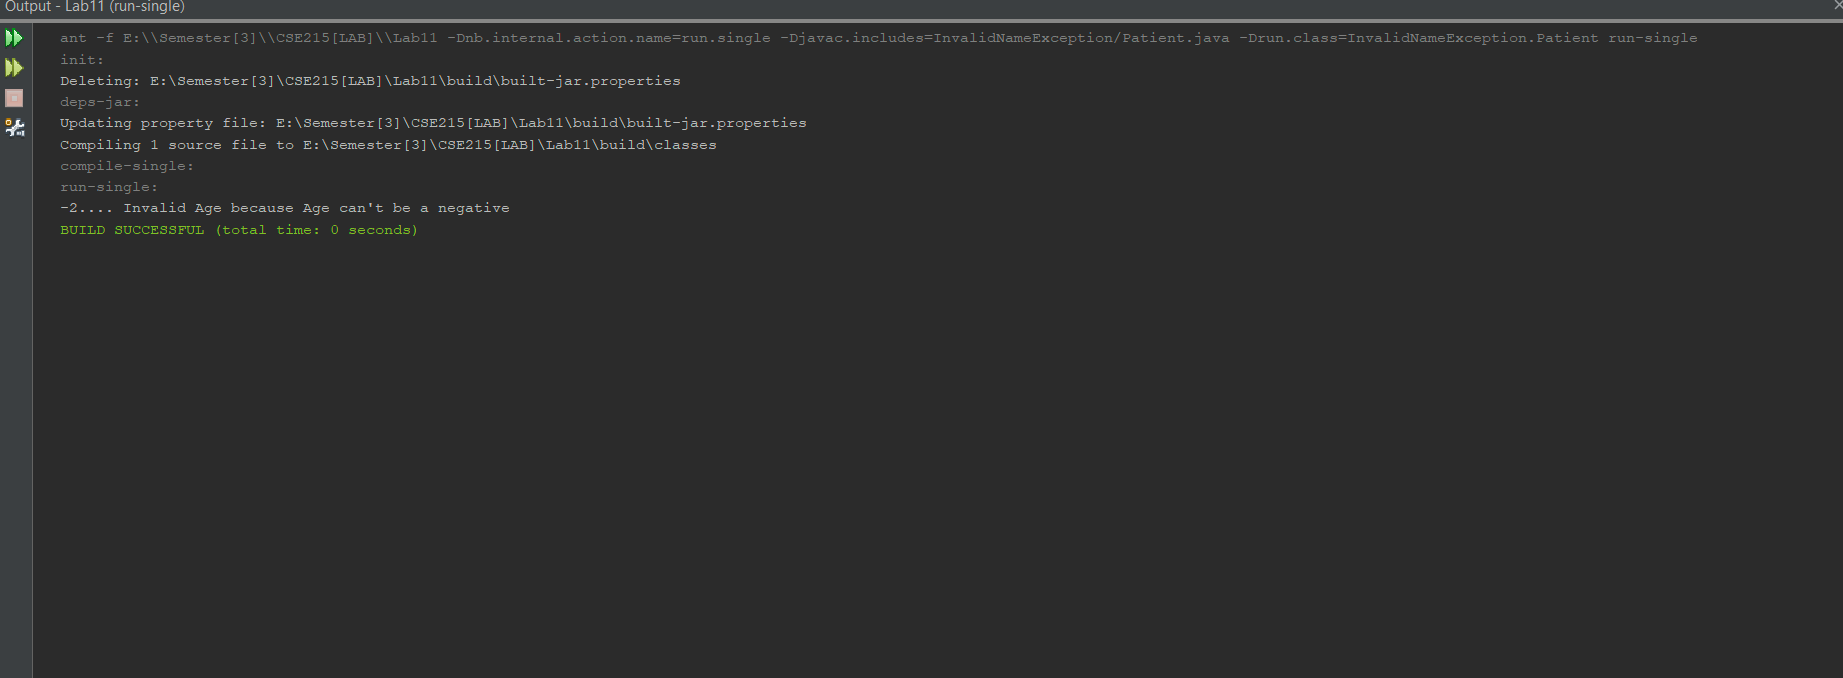 Output - Lab11 (run-single)
ant -f E:\\Semester[3]\\CSE215[LAB]\\Lab11 -Dnb.internal.action.name=run.single -Djavac.includes=InvalidNameException/Patient.java -Drun.class=InvalidNameException.Patient run-single
init:
Deleting: E:\Semester[3]\CSE215[LAB]\Lab11\build\built-jar.properties
deps-jar:
Updating property file: E:\Semester[3]\CSE215[LAB]\Lab11\build\built-jar.properties
Compiling 1 source file to E:\Semester[3]\CSE215[LAB]\Lab11\build\classes
compile-single:
run-single:
-2.... Invalid Age because Age can't be a negative
BUILD SUCCESSFUL (total time: 0 seconds)